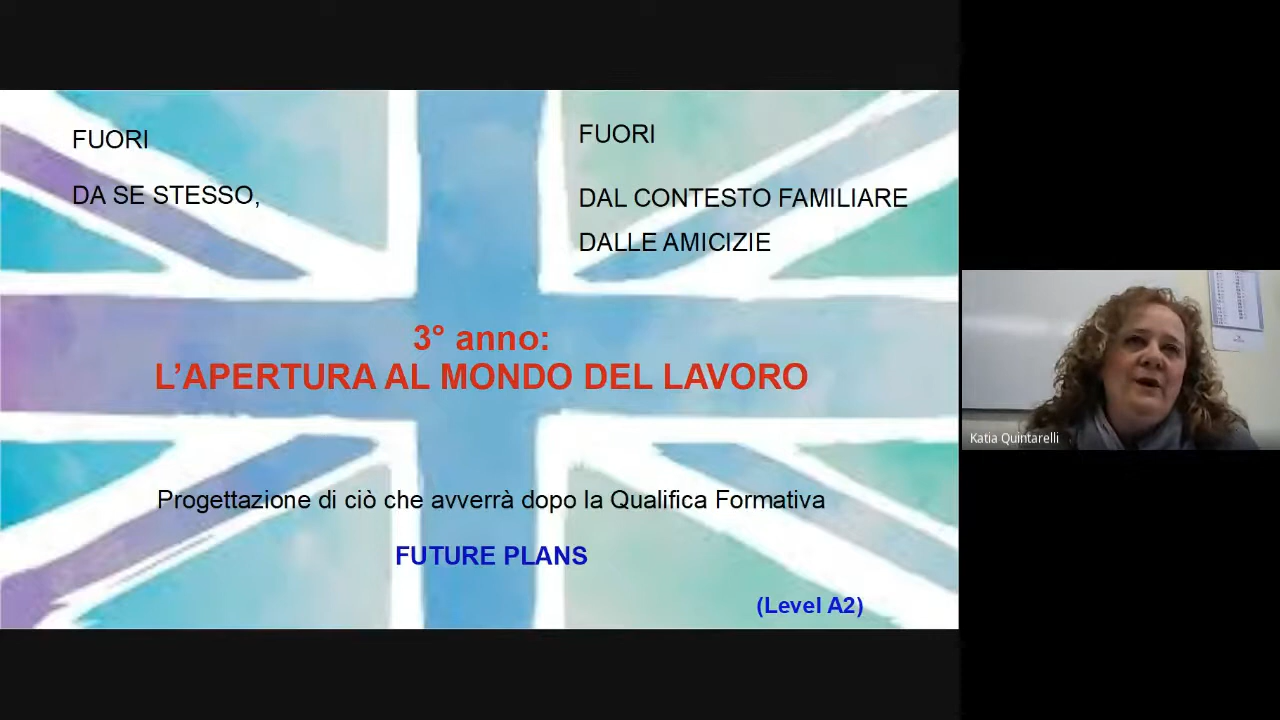 FUORI
DA SE STESSO,
FUORI
DAL CONTESTO FAMILIARE
DALLE AMICIZIE
3° anno:
L’APERTURA AL MONDO DEL LAVORO
Progettazione di ciò che avverrà dopo la Qualifica Formativa
FUTURE PLANS
(Level A2)
Katia Quintarelli